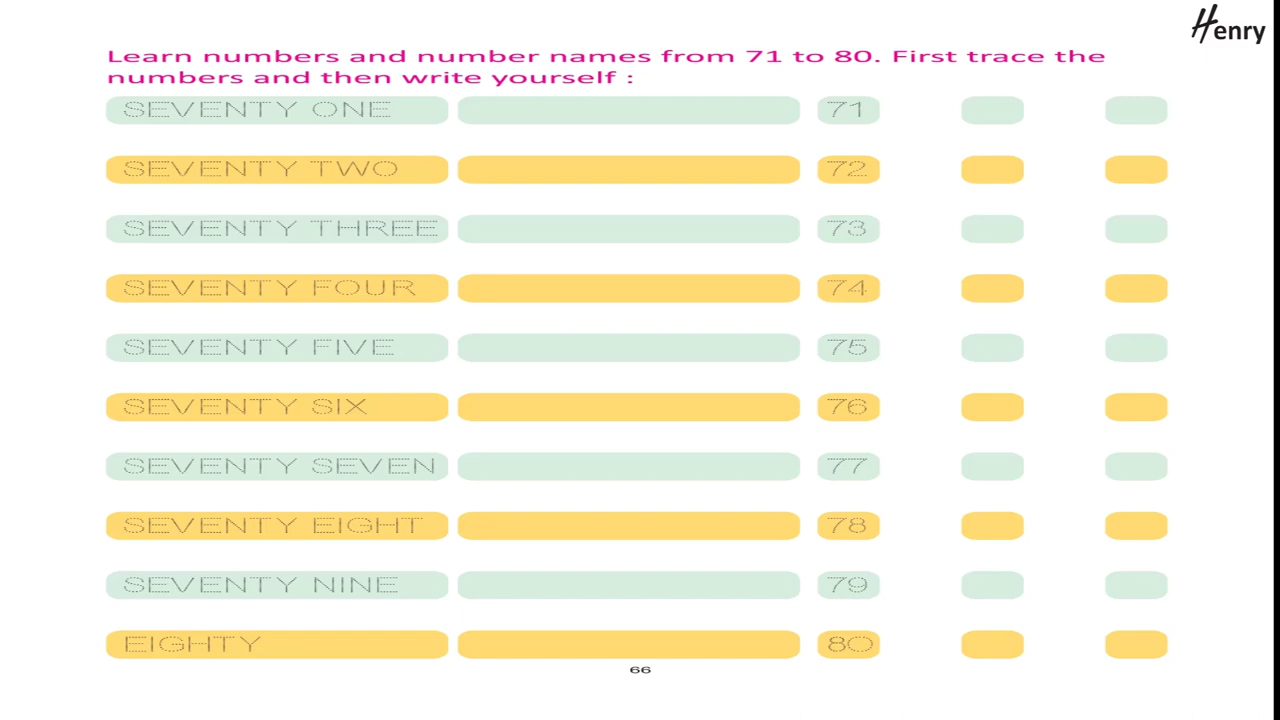 Henry
Learn numbers and number names from 71 to 80. First trace the
numbers and then write yourself :
SEVENTY ONE 71
SEVENTY TWO 72
SEVENTY THREE 73
SEVENTY FOUR 74
SEVENTY FIVE 75
SEVENTY SIX 76
SEVENTY SEVEN 77
SEVENTY EIGHT 78
SEVENTY NINE 79
EIGHTY 80
66